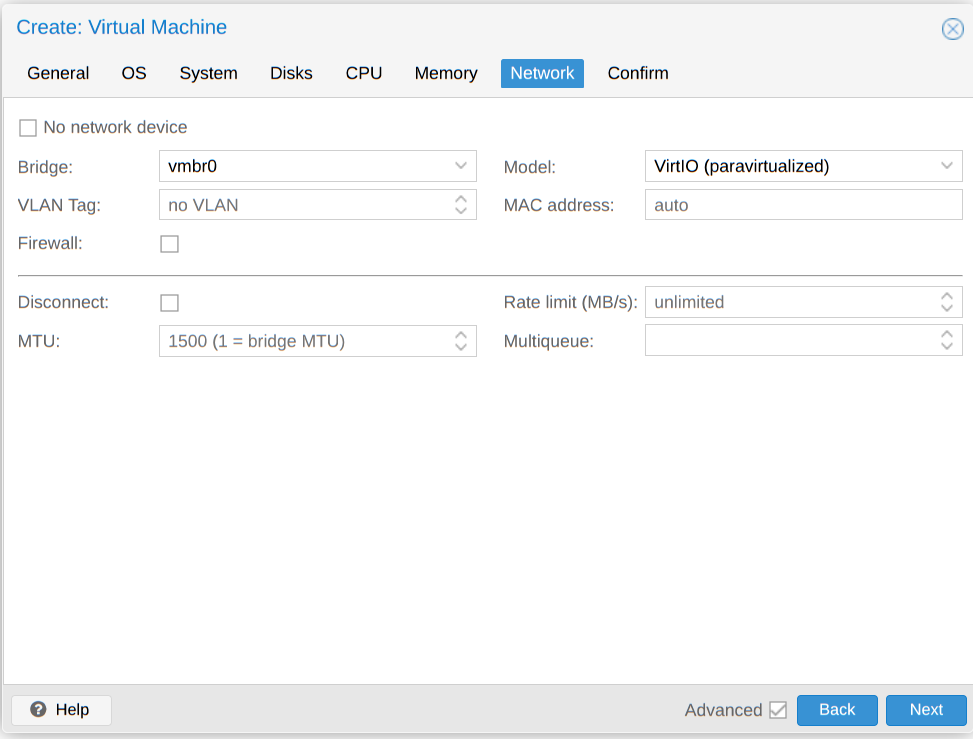 Create: Virtual Machine
General OS System Disks CPU Memory Network Confirm
No network device
Bridge: vmbr0 Model: VirtIO (paravirtualized)
VLAN Tag: no VLAN MAC address: auto
Firewall:
Disconnect: Rate limit (MB/s): unlimited
MTU: 1500 (1 = bridge MTU) Multiqueue:
? Help Advanced Back Next